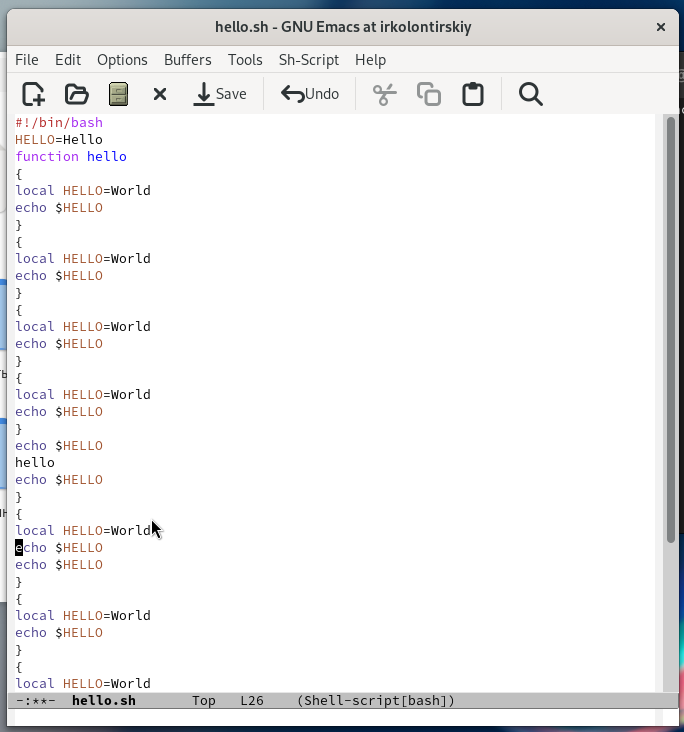 hello.sh - GNU Emacs at irkolontirskiy
File Edit Options Buffers Tools Sh-Script Help
Save Undo
#!/bin/bash
HELLO=Hello
function hello
{
local HELLO=World
echo $HELLO
}
{
local HELLO=World
echo $HELLO
}
{
local HELLO=World
echo $HELLO
}
{
local HELLO=World
echo $HELLO
}
echo $HELLO
hello
echo $HELLO
}
{
local HELLO=World
echo $HELLO
echo $HELLO
}
{
local HELLO=World
echo $HELLO
}
{
local HELLO=World
-:**- hello.sh Top L26 (Shell-script[bash])